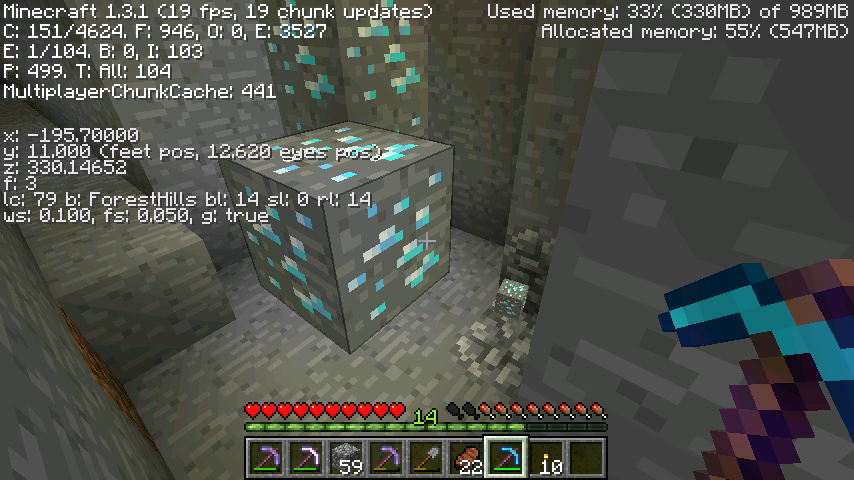 Minecraft 1.3.1 (19 fps, 19 chunk updates)
Used memory: 33% (330MB) of 989MB
C: 151/4624. F: 946, O: 0, E: 3527
Allocated memory: 55% (547MB)
E: 1/104. B: 0, I: 103
P: 499. T: All: 104
MultiplayerChunkCache: 441
x: -195.70000
y: 11.000 (feet pos, 12.620 eyes pos)
z: 330.14652
f: 3
lc: 79 b: ForestHills bl: 14 sl: 0 rl: 14
ws: 0.100, fs: 0.050, g: true
14
59
22
10